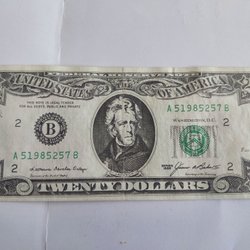 UNITED STATES OF AMERICA
THIS NOTE IS LEGAL TENDER
FOR ALL DEBTS, PUBLIC AND PRIVATE
A 51985257 B
WASHINGTON, D.C.
2
2
B
A 51985257 B
2
2
SERIES
TWENTY DOLLARS